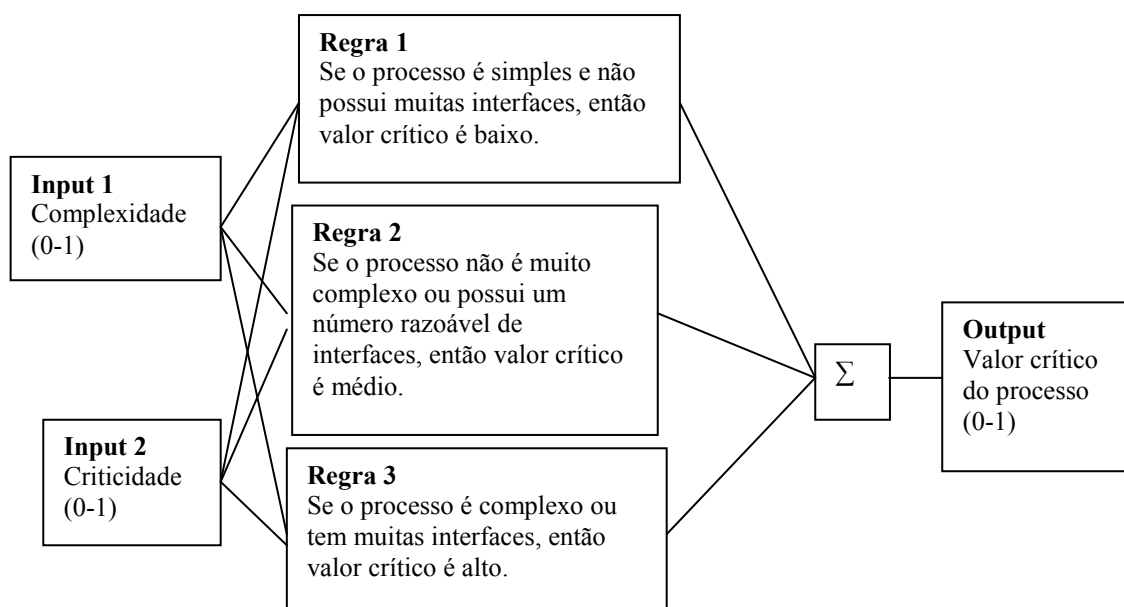 Input 1
Complexidade
(0-1)
Input 2
Criticidade
(0-1)
Regra 1
Se o processo é simples e não
possui muitas interfaces, então
valor crítico é baixo.
Regra 2
Se o processo não é muito
complexo ou possui um
número razoável de
interfaces, então valor crítico
é médio.
Regra 3
Se o processo é complexo ou
tem muitas interfaces, então
valor crítico é alto.
∑
Output
Valor crítico
do processo
(0-1)